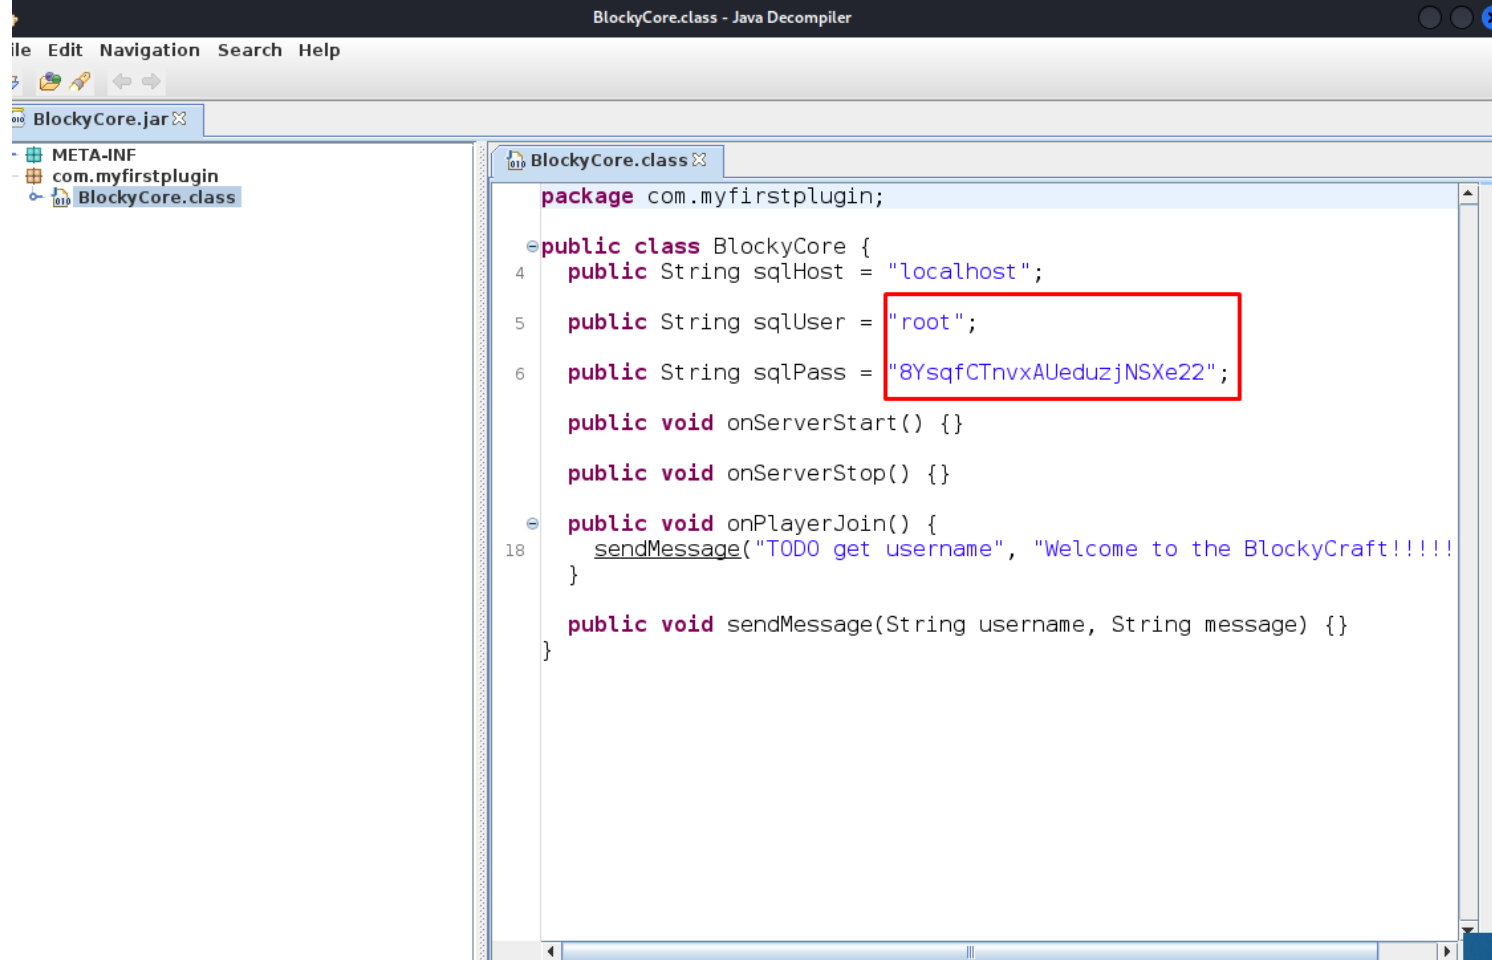 BlockyCore.class - Java Decompiler
ile Edit Navigation Search Help
BlockyCore.jar
META-INF
com.myfirstplugin
BlockyCore.class
BlockyCore.class
package com.myfirstplugin;
public class BlockyCore {
4 public String sqlHost = "localhost";
5 public String sqlUser = "root";
6 public String sqlPass = "8YsqfCTnvxAUeduzjNSXe22";
public void onServerStart() {}
public void onServerStop() {}
public void onPlayerJoin() {
18 sendMessage("TODO get username", "Welcome to the BlockyCraft!!!!!
}
public void sendMessage(String username, String message) {}
}